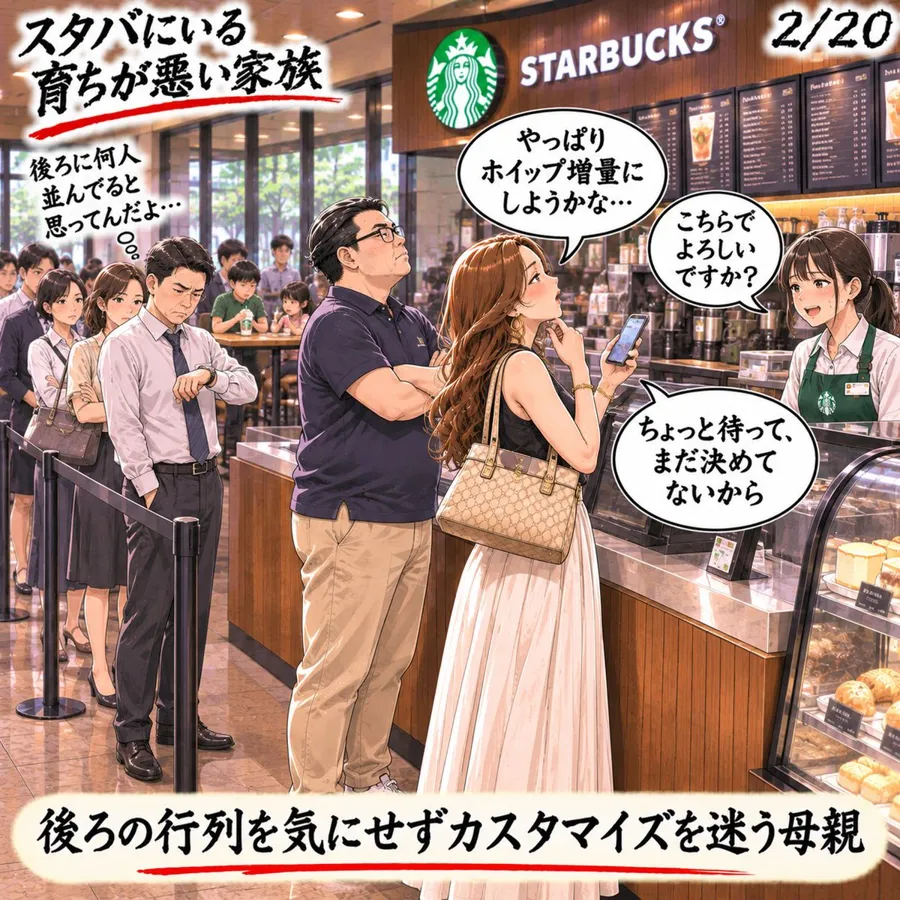 スタバにいる
育ちが悪い家族
2/20
STARBUCKS®
後ろに何人
並んでると
思ってんだよ…
やっぱり
ホイップ増量に
しようかな…
こちらで
よろしい
ですか?
ちょっと待って、
まだ決めて
ないから
後ろの行列を気にせずカスタマイズを迷う母親